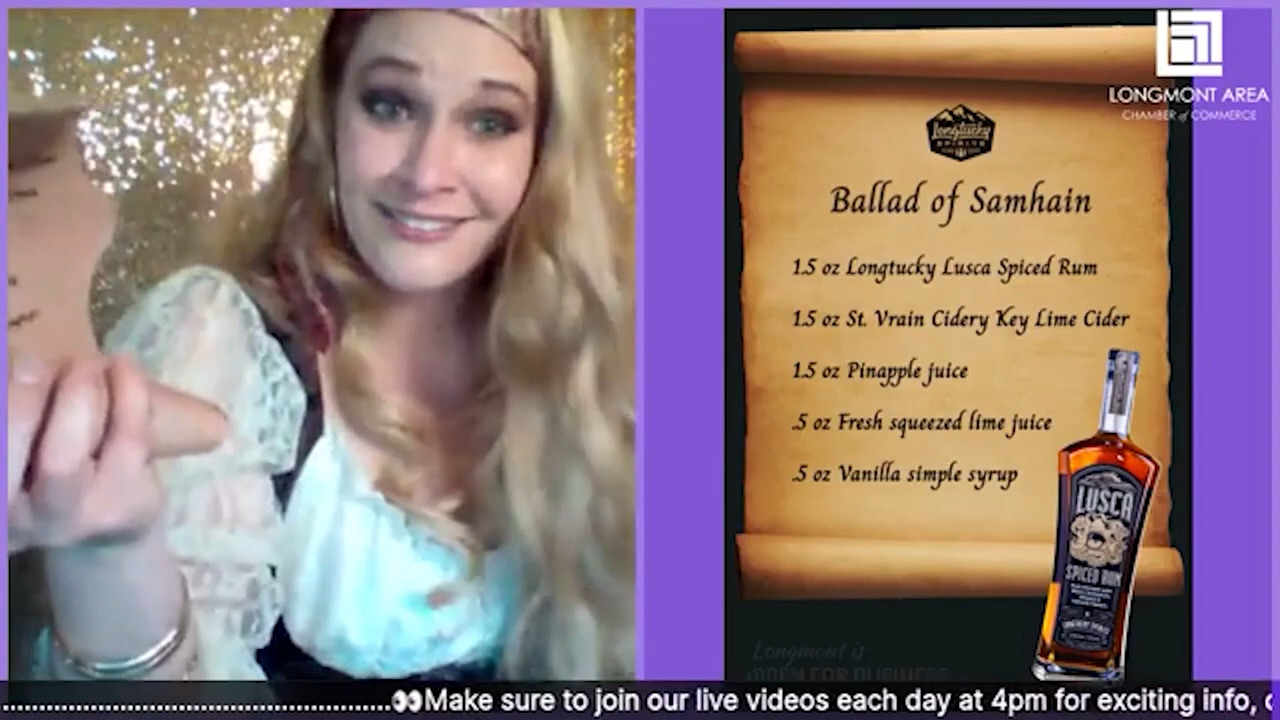 LONGMONT AREA
CHAMBER of COMMERCE
longtucky
SPIRITS
Ballad of Samhain
1.5 oz Longtucky Lusca Spiced Rum
1.5 oz St. Vrain Cidery Key Lime Cider
1.5 oz Pinapple juice
.5 oz Fresh squeezed lime juice
.5 oz Vanilla simple syrup
LUSCA
SPICED RUM
Longmont is
OPEN FOR BUSINESS
👀Make sure to join our live videos each day at 4pm for exciting info,